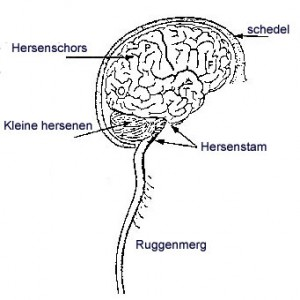 schedel
Hersenschors
P
F
O
T
Kleine hersenen
Hersenstam
Ruggenmerg